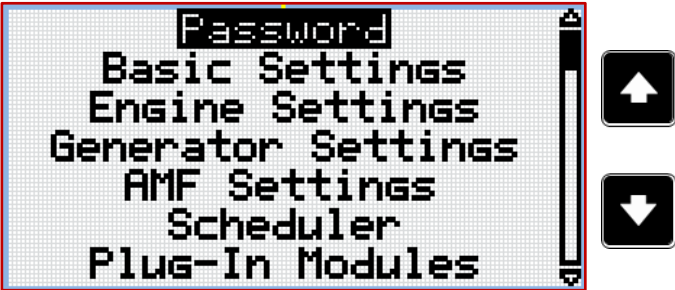 Password
Basic Settings
Engine Settings
Generator Settings
AMF Settings
Scheduler
Plug-In Modules